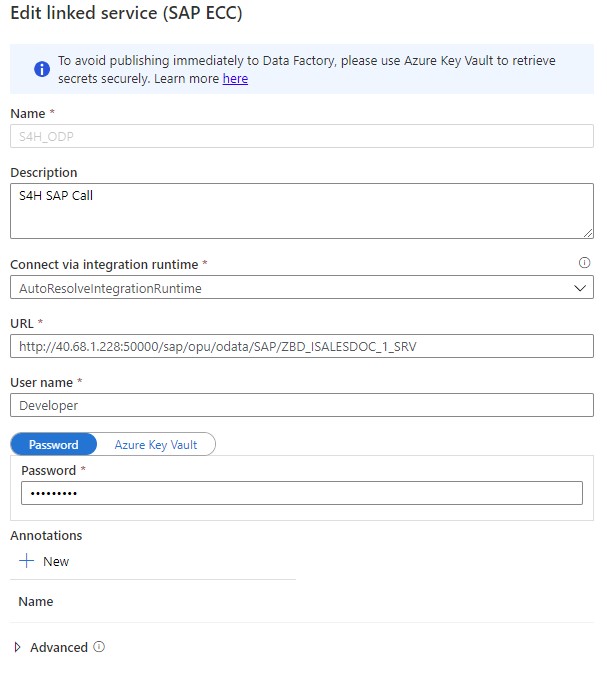 Edit linked service (SAP ECC)
To avoid publishing immediately to Data Factory, please use Azure Key Vault to retrieve
secrets securely. Learn more here
Name *
S4H_ODP
Description
S4H SAP Call
Connect via integration runtime *
AutoResolveIntegrationRuntime
URL *
http://40.68.1.228:50000/sap/opu/odata/SAP/ZBD_ISALESDOC_1_SRV
User name *
Developer
Password Azure Key Vault
Password *
•••••••••
Annotations
New
Name
Advanced